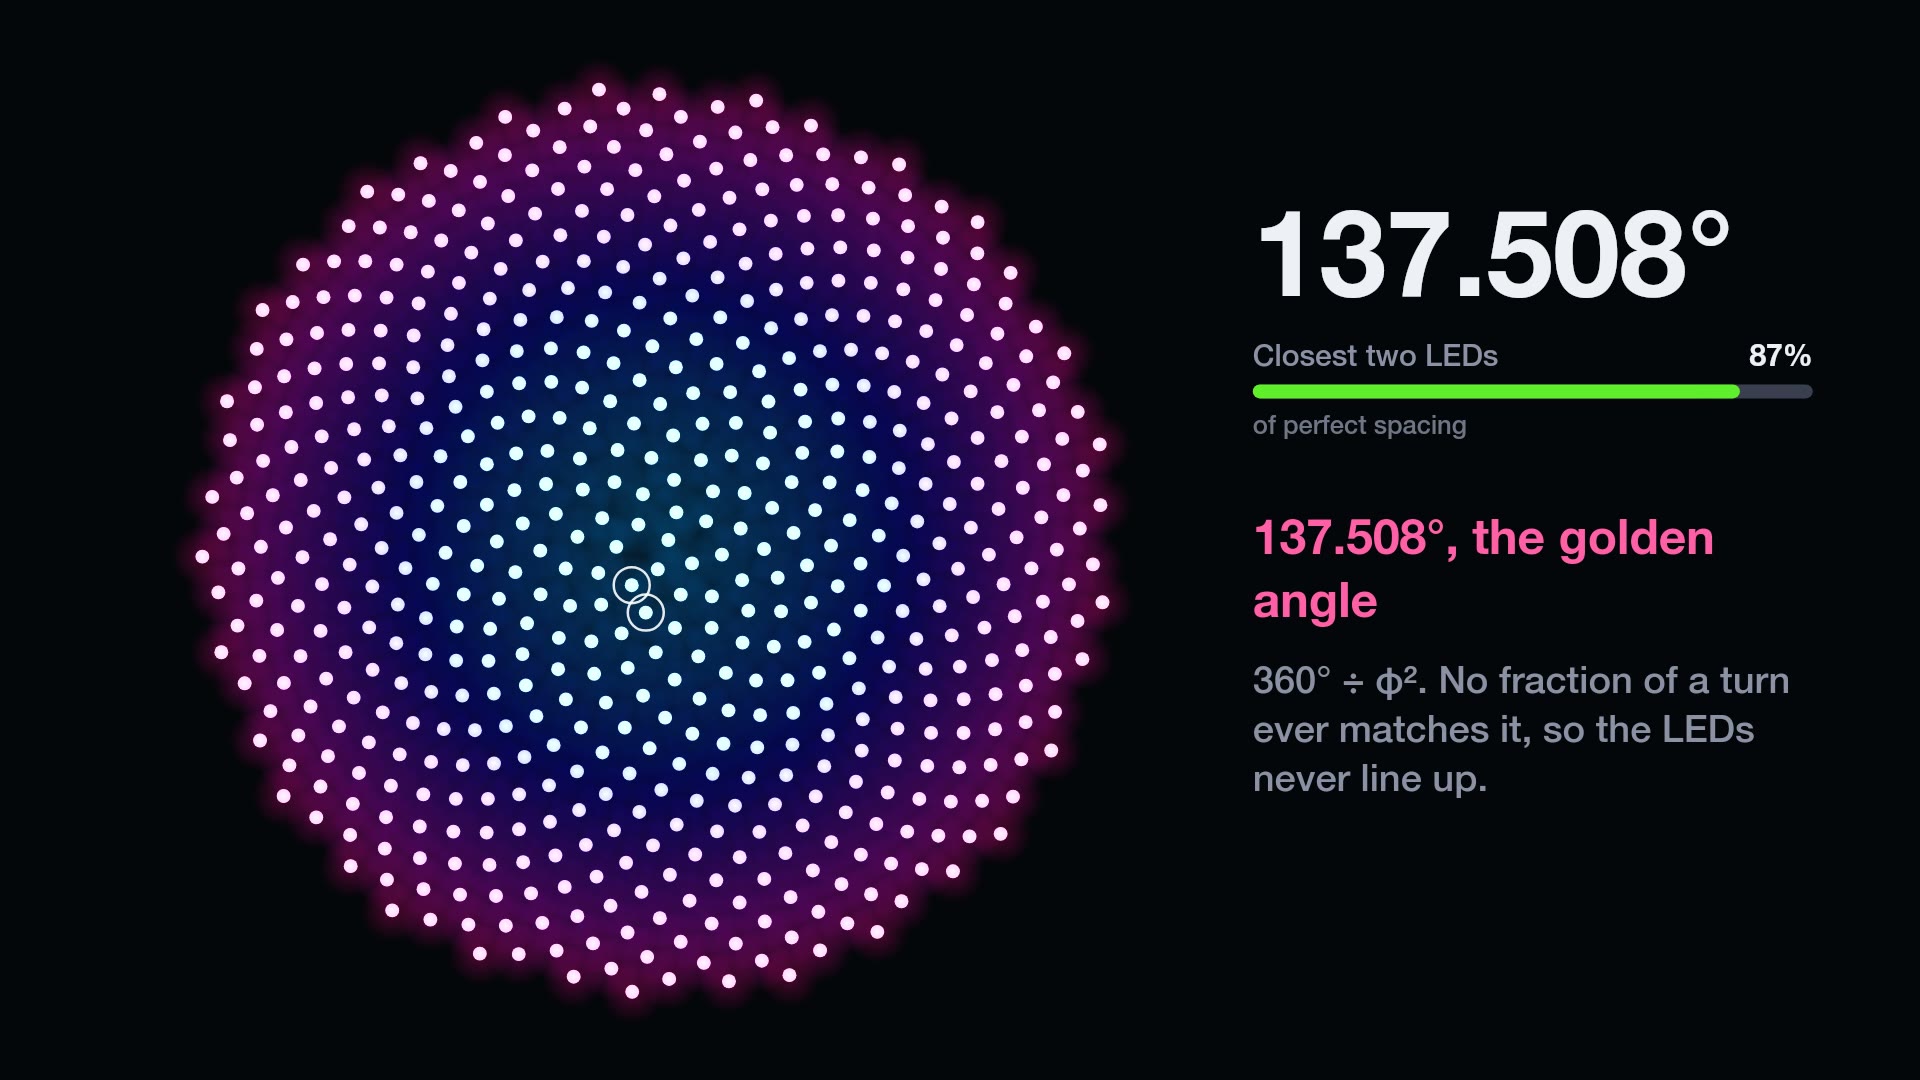 137.508°
Closest two LEDs 87%
of perfect spacing
137.508°, the golden
angle
360° ÷ ϕ². No fraction of a turn
ever matches it, so the LEDs
never line up.